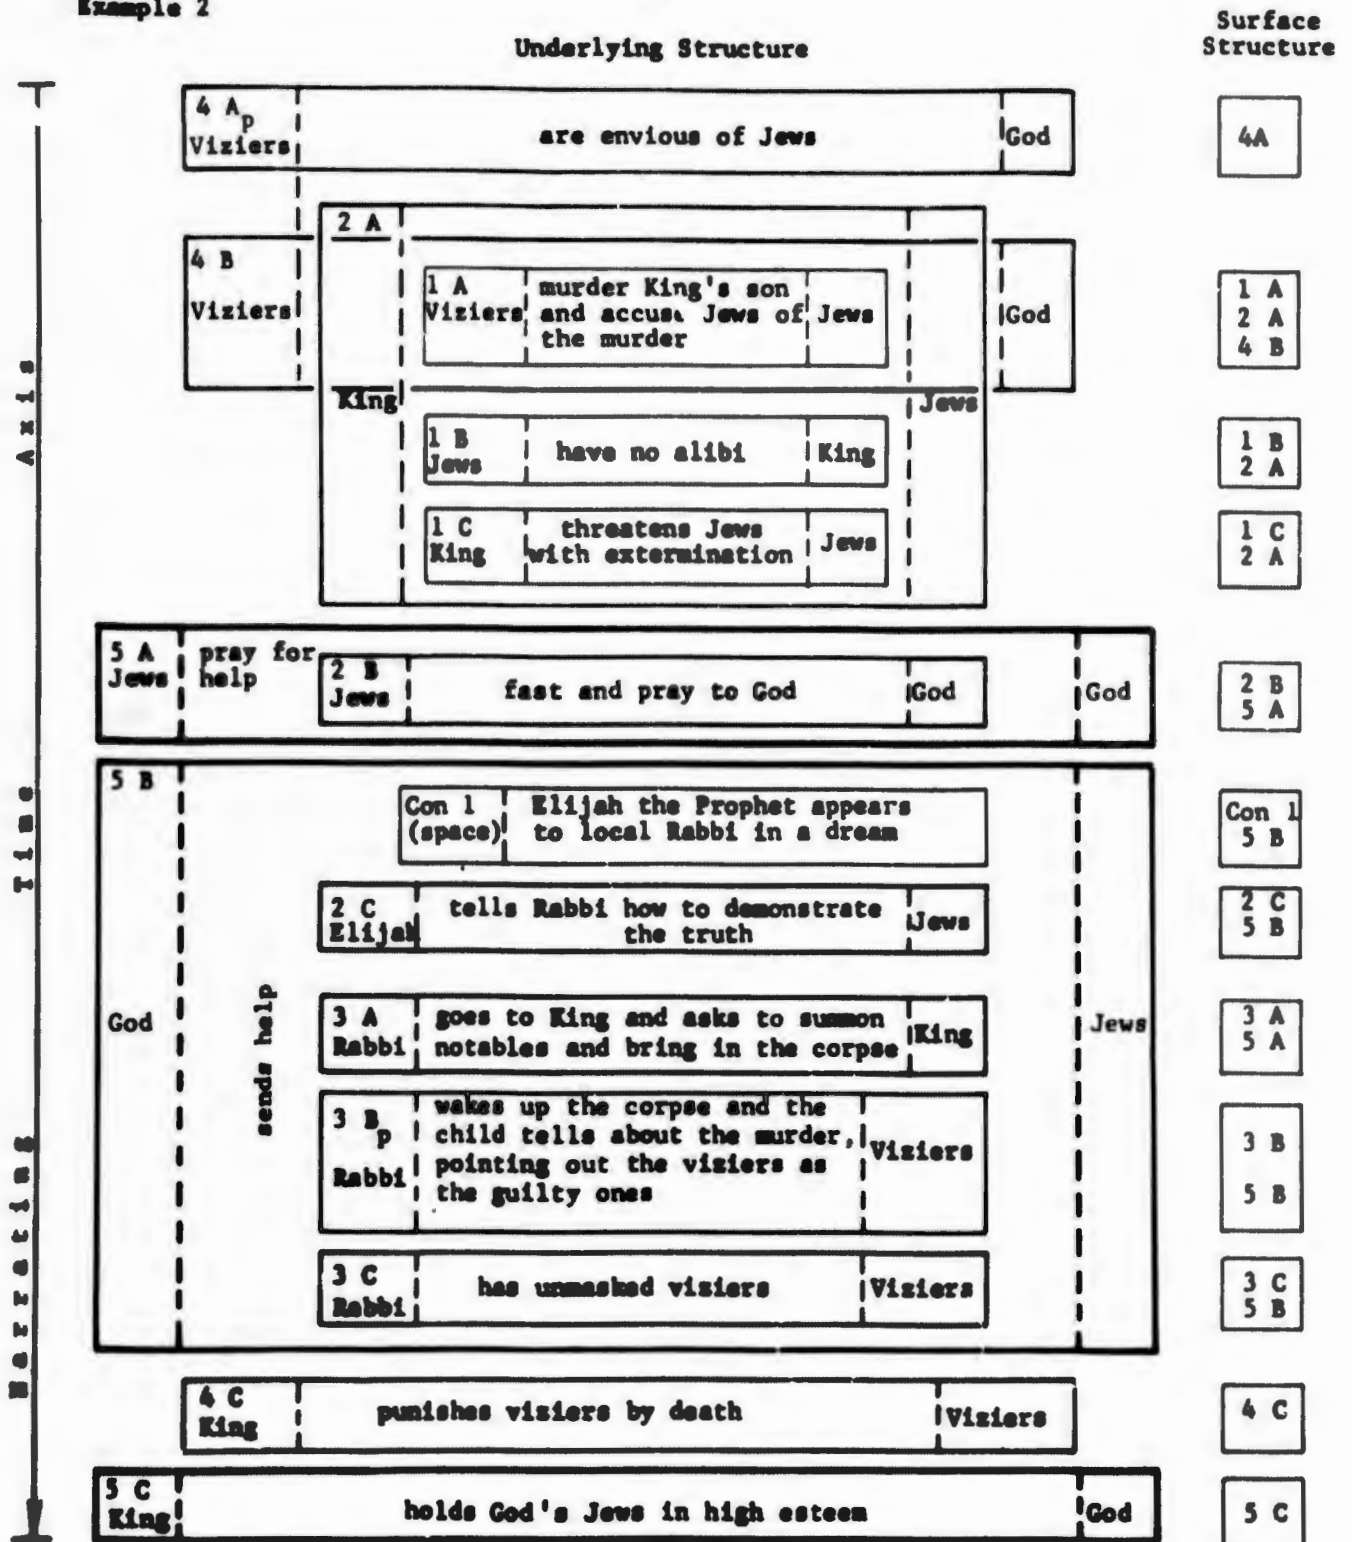 Example 2
Underlying Structure
Surface
Structure
4 Ap
Viziers
are envious of Jews
God
4A
2 A
King
Jews
4 B
Viziers
God
1 A
Viziers
murder King's son
and accuse Jews of
the murder
Jews
1 A
2 A
4 B
1 B
Jews
have no alibi
King
1 B
2 A
1 C
King
threatens Jews
with extermination
Jews
1 C
2 A
5 A
Jews
pray for
help
2 B
Jews
fast and pray to God
God
God
2 B
5 A
5 B
God
sends help
Jews
Con 1
(space)
Elijah the Prophet appears
to local Rabbi in a dream
Con 1
5 B
2 C
Elijah
tells Rabbi how to demonstrate
the truth
Jews
2 C
5 B
3 A
Rabbi
goes to King and asks to summon
notables and bring in the corpse
King
3 A
5 A
3 Bp
Rabbi
wakes up the corpse and the
child tells about the murder,
pointing out the viziers as
the guilty ones
Viziers
3 B
5 B
3 C
Rabbi
has unmasked viziers
Viziers
3 C
5 B
4 C
King
punishes viziers by death
Viziers
4 C
5 C
King
holds God's Jews in high esteem
God
5 C
Narrative Time Axis